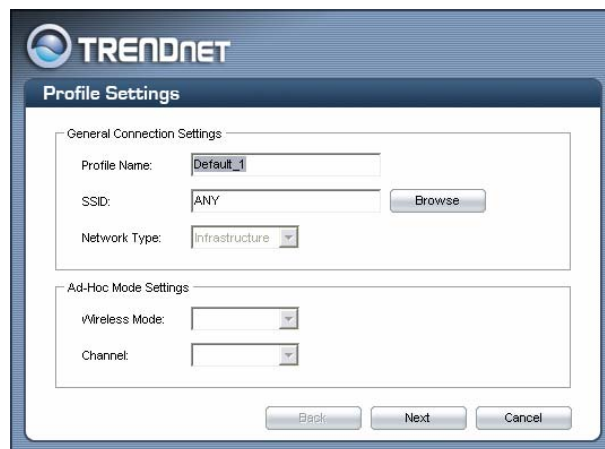 TRENDNET
Profile Settings
General Connection Settings
Profile Name: Default_1
SSID: ANY Browse
Network Type: Infrastructure
Ad-Hoc Mode Settings
Wireless Mode:
Channel:
Back Next Cancel